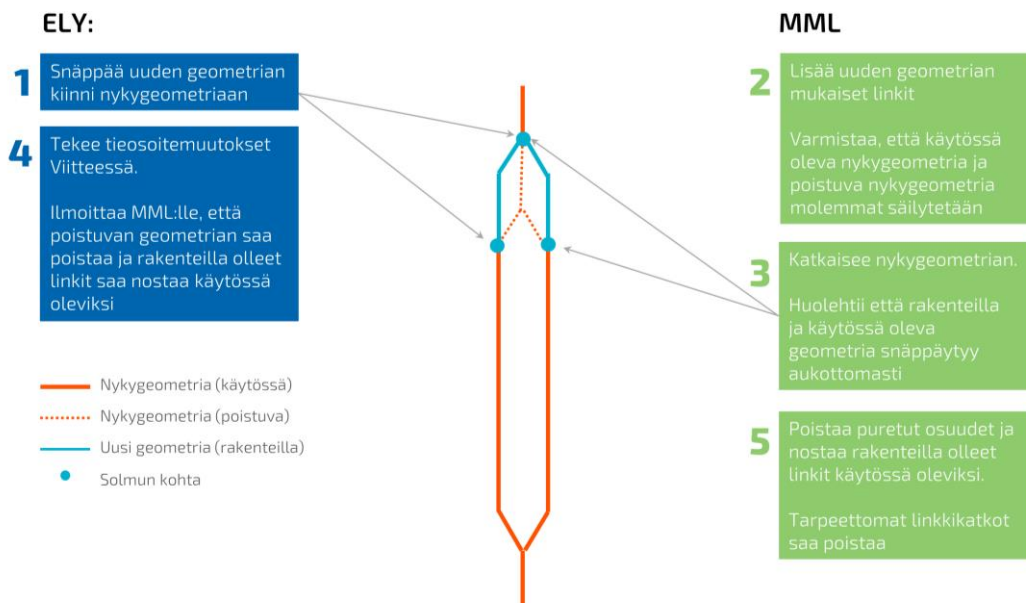 ELY:
1
Snäppää uuden geometrian
kiinni nykygeometriaan
4
Tekee tieosoitemuutokset
Viitteessä.
Ilmoittaa MML:lle, että
poistuvan geometrian saa
poistaa ja rakenteilla olleet
linkit saa nostaa käytössä
oleviksi
Nykygeometria (käytössä)
Nykygeometria (poistuva)
Uusi geometria (rakenteilla)
Solmun kohta
MML
2
Lisää uuden geometrian
mukaiset linkit
Varmistaa, että käytössä
oleva nykygeometria ja
poistuva nykygeometria
molemmat säilytetään
3
Katkaisee nykygeometrian.
Huolehtii että rakenteilla
ja käytössä oleva
geometria snäppäytyy
aukottomasti
5
Poistaa puretut osuudet ja
nostaa rakenteilla olleet
linkit käytössä oleviksi.
Tarpeettomat linkkikatkot
saa poistaa